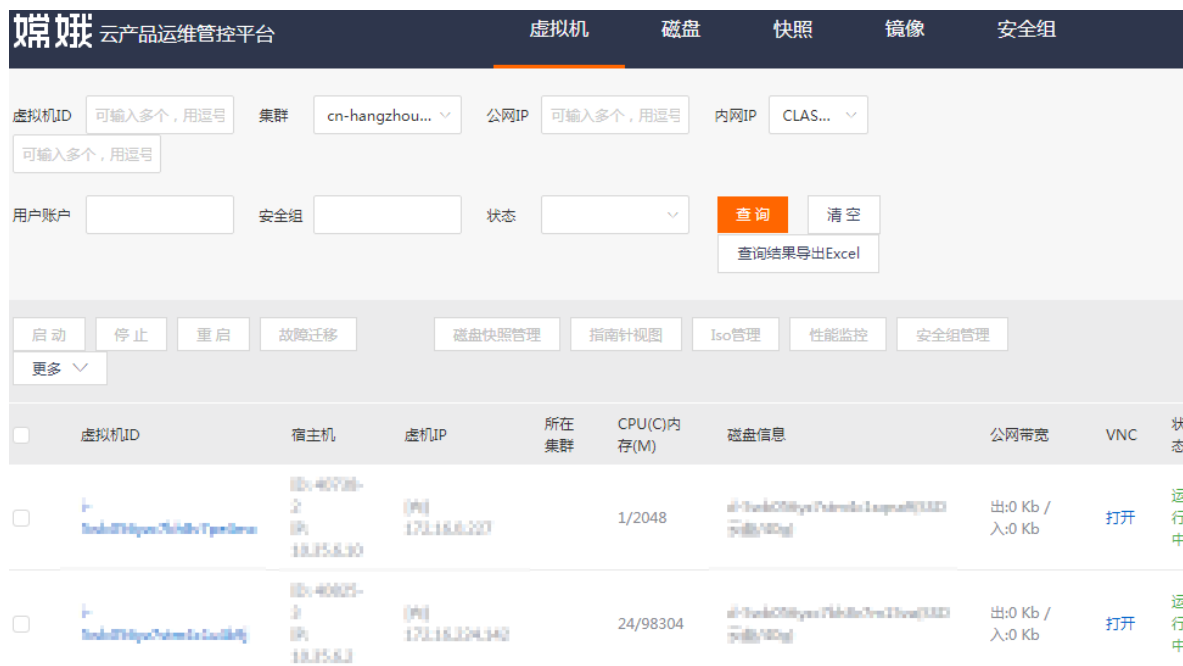 嫦娥 云产品运维管控平台 虚拟机 磁盘 快照 镜像 安全组
虚拟机ID 可输入多个，用逗号 集群 cn-hangzhou... 公网IP 可输入多个，用逗号 内网IP CLAS...
可输入多个，用逗号
用户账户 安全组 状态 查询 清空
查询结果导出Excel
启动 停止 重启 故障迁移 磁盘快照管理 指南针视图 Iso管理 性能监控 安全组管理
更多
虚拟机ID 宿主机 虚机IP 所在集群 CPU(C)内存(M) 磁盘信息 公网带宽 VNC 状态
1/2048 出:0 Kb / 入:0 Kb 打开 运行中
24/98304 出:0 Kb / 入:0 Kb 打开 运行中